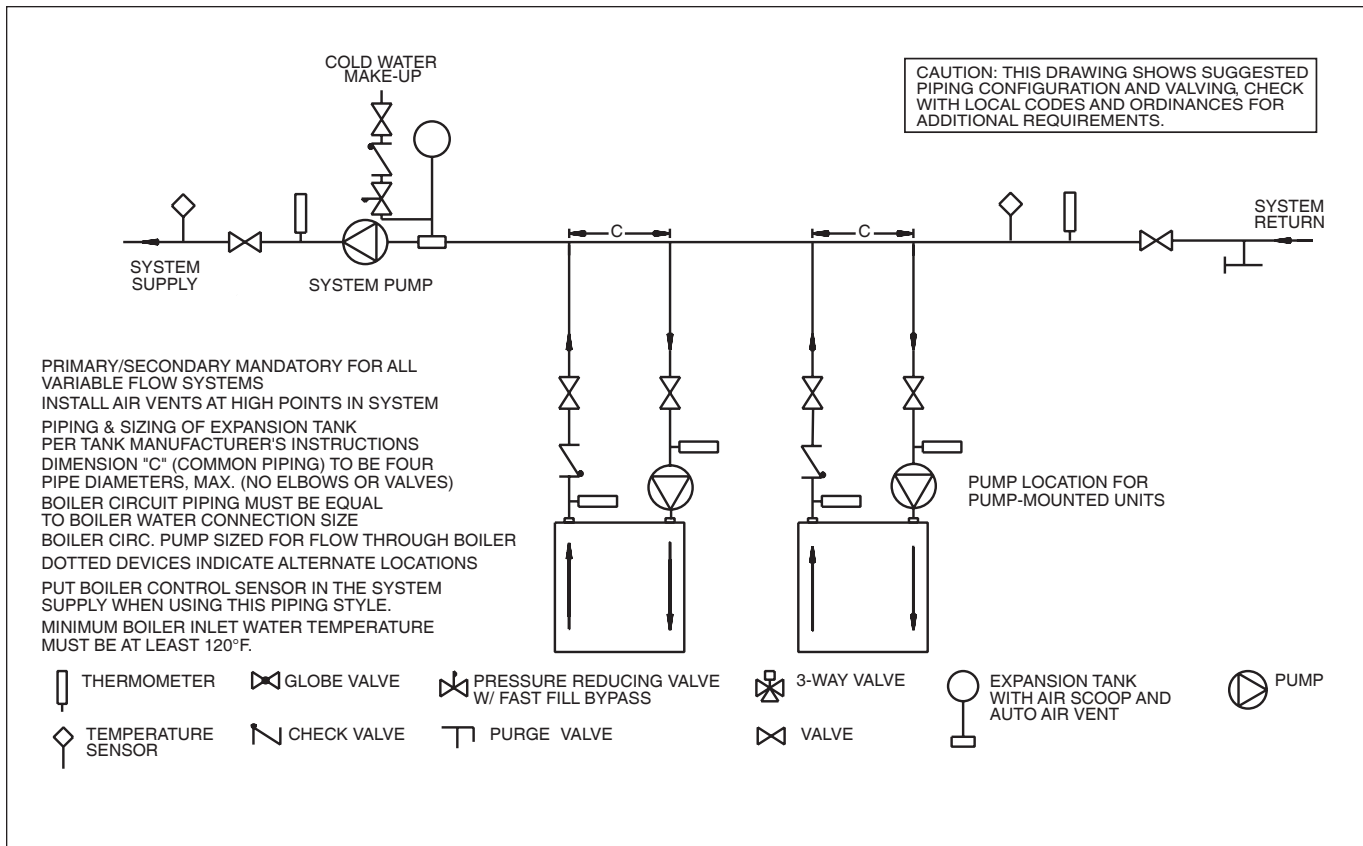 COLD WATER
MAKE-UP
CAUTION: THIS DRAWING SHOWS SUGGESTED
PIPING CONFIGURATION AND VALVING, CHECK
WITH LOCAL CODES AND ORDINANCES FOR
ADDITIONAL REQUIREMENTS.
SYSTEM
RETURN
C
C
SYSTEM
SUPPLY
SYSTEM PUMP
PRIMARY/SECONDARY MANDATORY FOR ALL
VARIABLE FLOW SYSTEMS
INSTALL AIR VENTS AT HIGH POINTS IN SYSTEM
PIPING & SIZING OF EXPANSION TANK
PER TANK MANUFACTURER'S INSTRUCTIONS
DIMENSION "C" (COMMON PIPING) TO BE FOUR
PIPE DIAMETERS, MAX. (NO ELBOWS OR VALVES)
BOILER CIRCUIT PIPING MUST BE EQUAL
TO BOILER WATER CONNECTION SIZE
BOILER CIRC. PUMP SIZED FOR FLOW THROUGH BOILER
DOTTED DEVICES INDICATE ALTERNATE LOCATIONS
PUT BOILER CONTROL SENSOR IN THE SYSTEM
SUPPLY WHEN USING THIS PIPING STYLE.
MINIMUM BOILER INLET WATER TEMPERATURE
MUST BE AT LEAST 120°F.
PUMP LOCATION FOR
PUMP-MOUNTED UNITS
THERMOMETER
GLOBE VALVE
PRESSURE REDUCING VALVE
W/ FAST FILL BYPASS
3-WAY VALVE
EXPANSION TANK
WITH AIR SCOOP AND
AUTO AIR VENT
PUMP
TEMPERATURE
SENSOR
CHECK VALVE
PURGE VALVE
VALVE